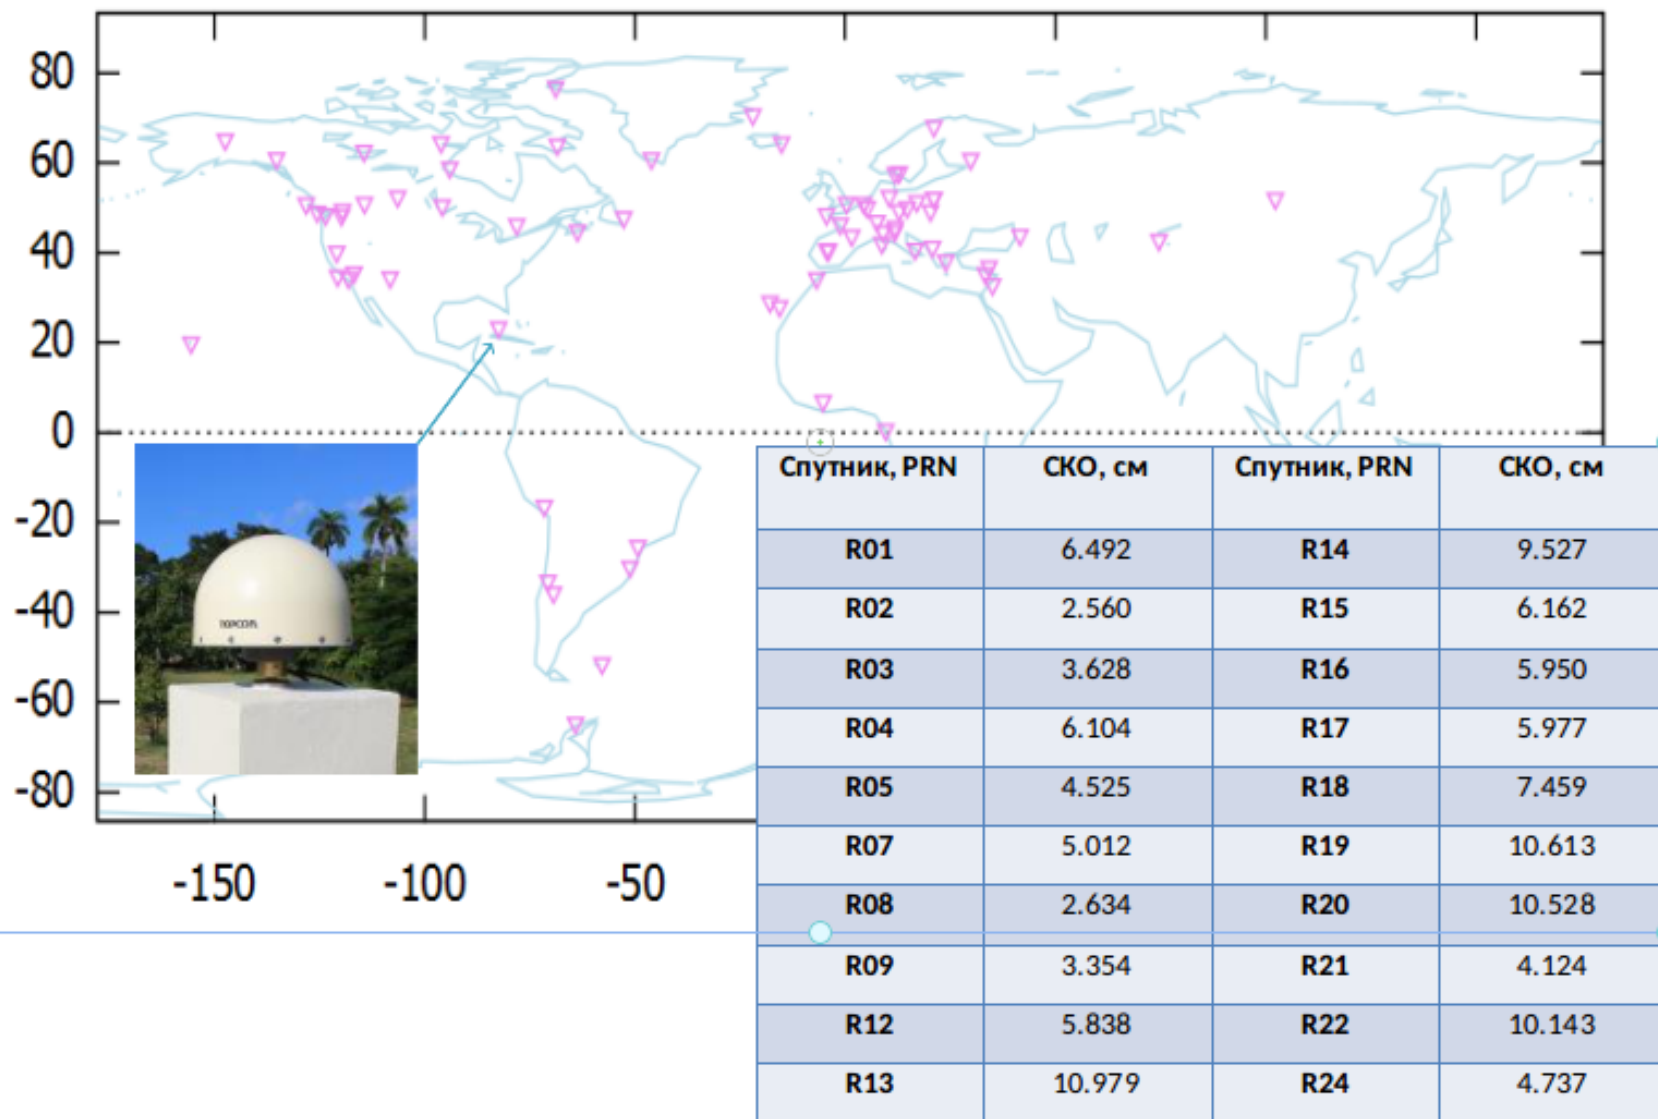 80
60
40
20
0
-20
-40
-60
-80
-150 -100 -50
TOPCON
Спутник, PRN СКО, см Спутник, PRN СКО, см
R01 6.492 R14 9.527
R02 2.560 R15 6.162
R03 3.628 R16 5.950
R04 6.104 R17 5.977
R05 4.525 R18 7.459
R07 5.012 R19 10.613
R08 2.634 R20 10.528
R09 3.354 R21 4.124
R12 5.838 R22 10.143
R13 10.979 R24 4.737